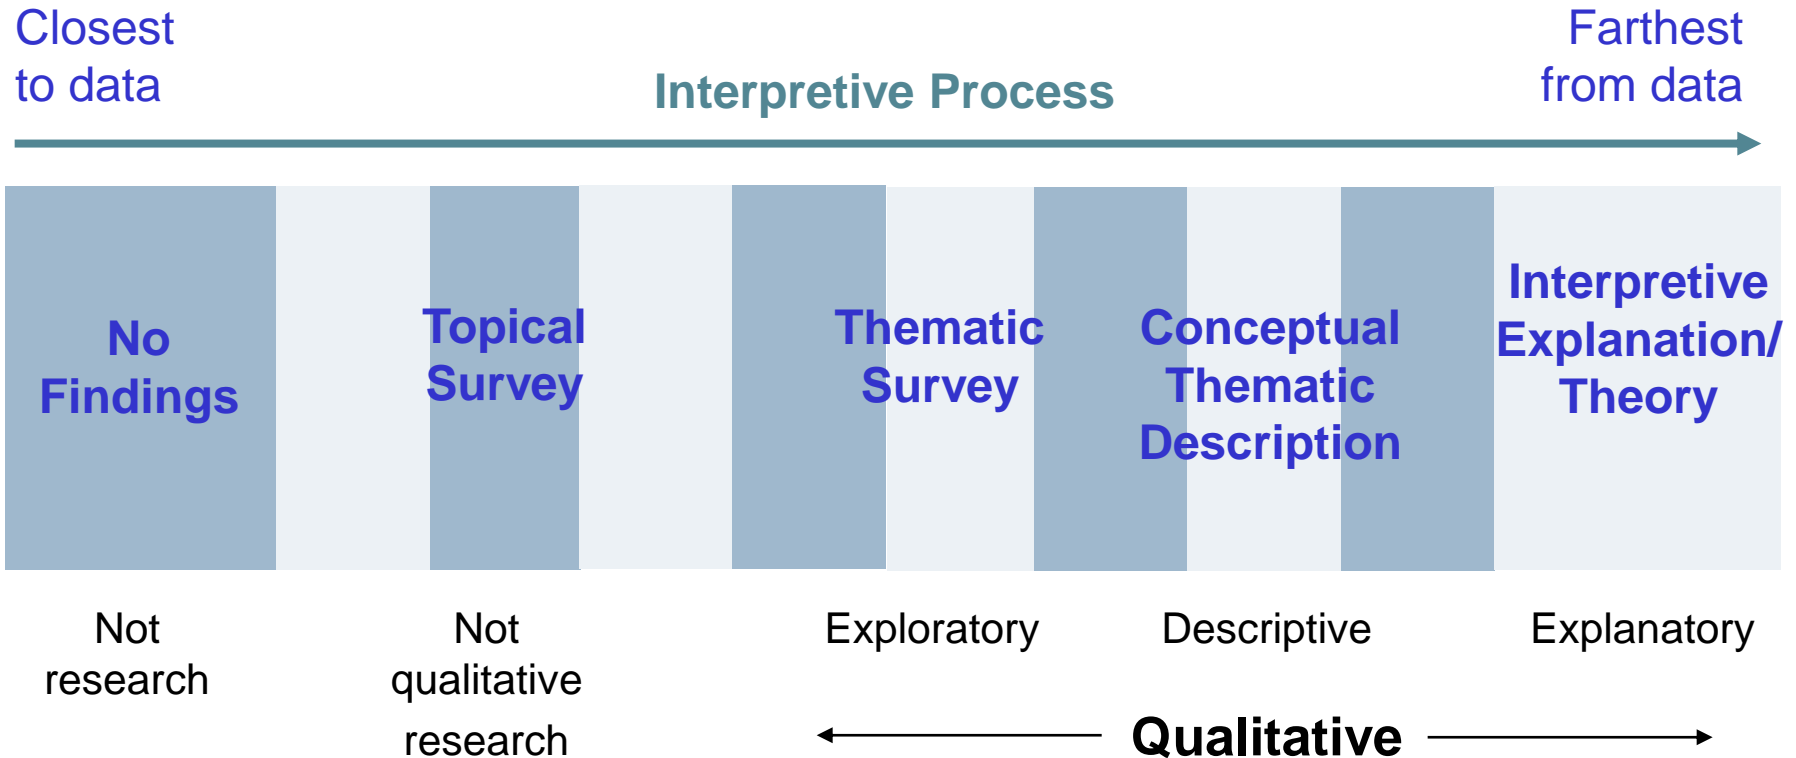 Closest
to data
Interpretive Process
Farthest
from data
No
Findings
Topical
Survey
Thematic
Survey
Conceptual
Thematic
Description
Interpretive
Explanation/
Theory
Not
research
Not
qualitative
research
Exploratory
Descriptive
Explanatory
Qualitative